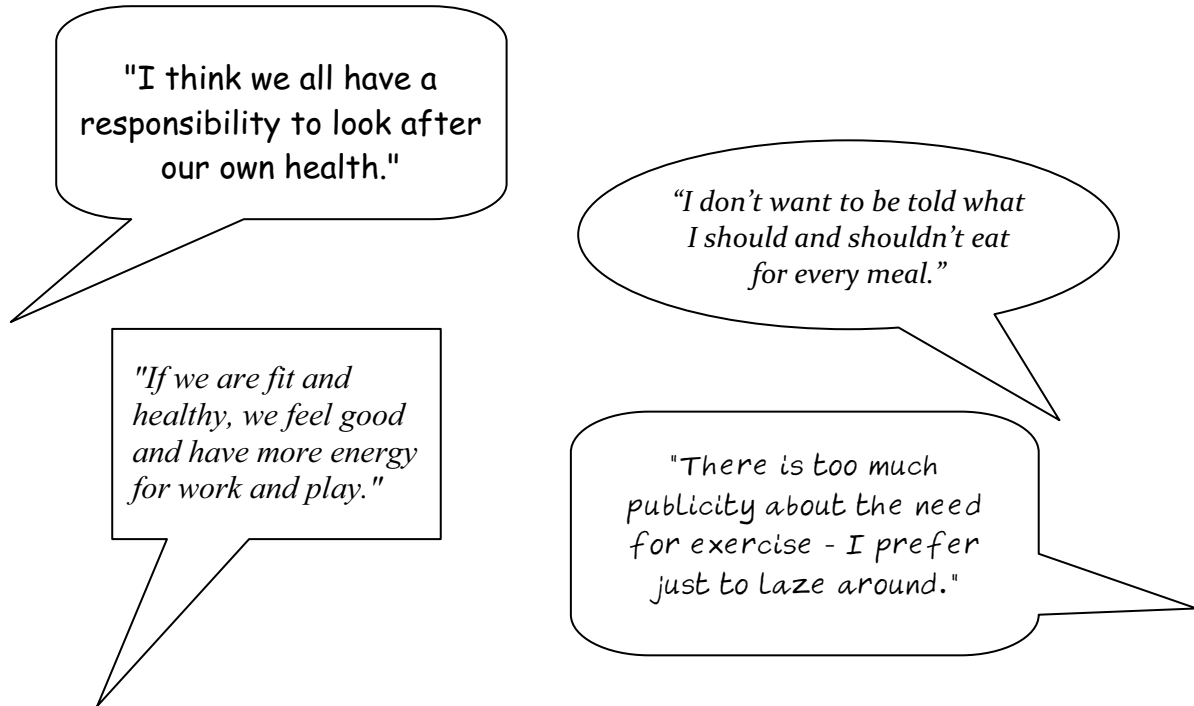 "I think we all have a
responsibility to look after
our own health."
“I don’t want to be told what
I should and shouldn’t eat
for every meal.”
"If we are fit and
healthy, we feel good
and have more energy
for work and play."
"There is too much
publicity about the need
for exercise - I prefer
just to laze around."